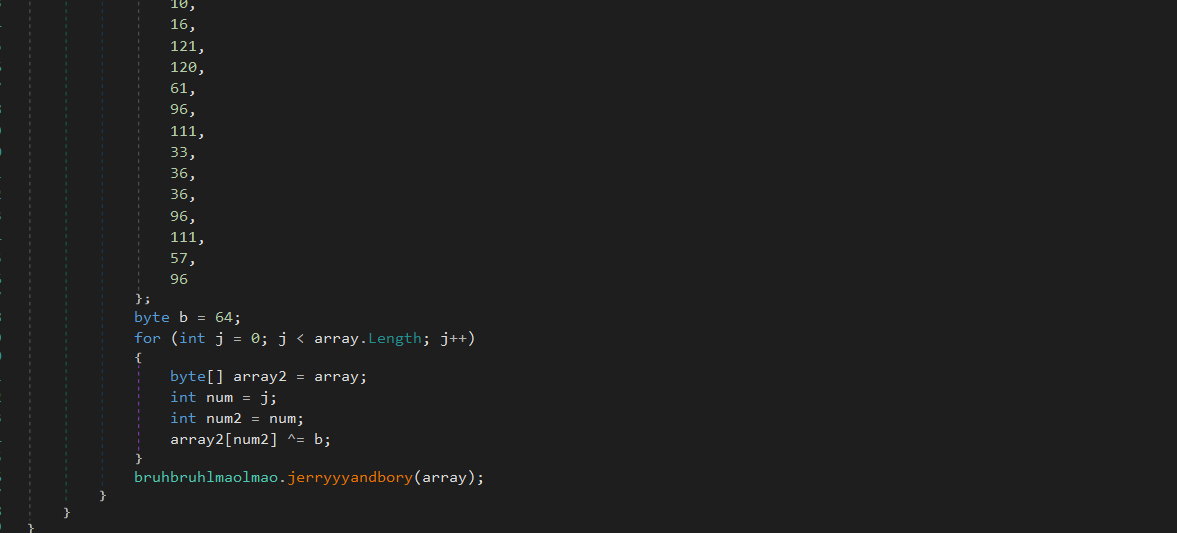 10,
16,
121,
120,
61,
96,
111,
33,
36,
36,
96,
111,
57,
96
};
byte b = 64;
for (int j = 0; j < array.Length; j++)
{
byte[] array2 = array;
int num = j;
int num2 = num;
array2[num2] ^= b;
}
bruhbruhlmaolmao.jerryyyandbory(array);
}
}
}